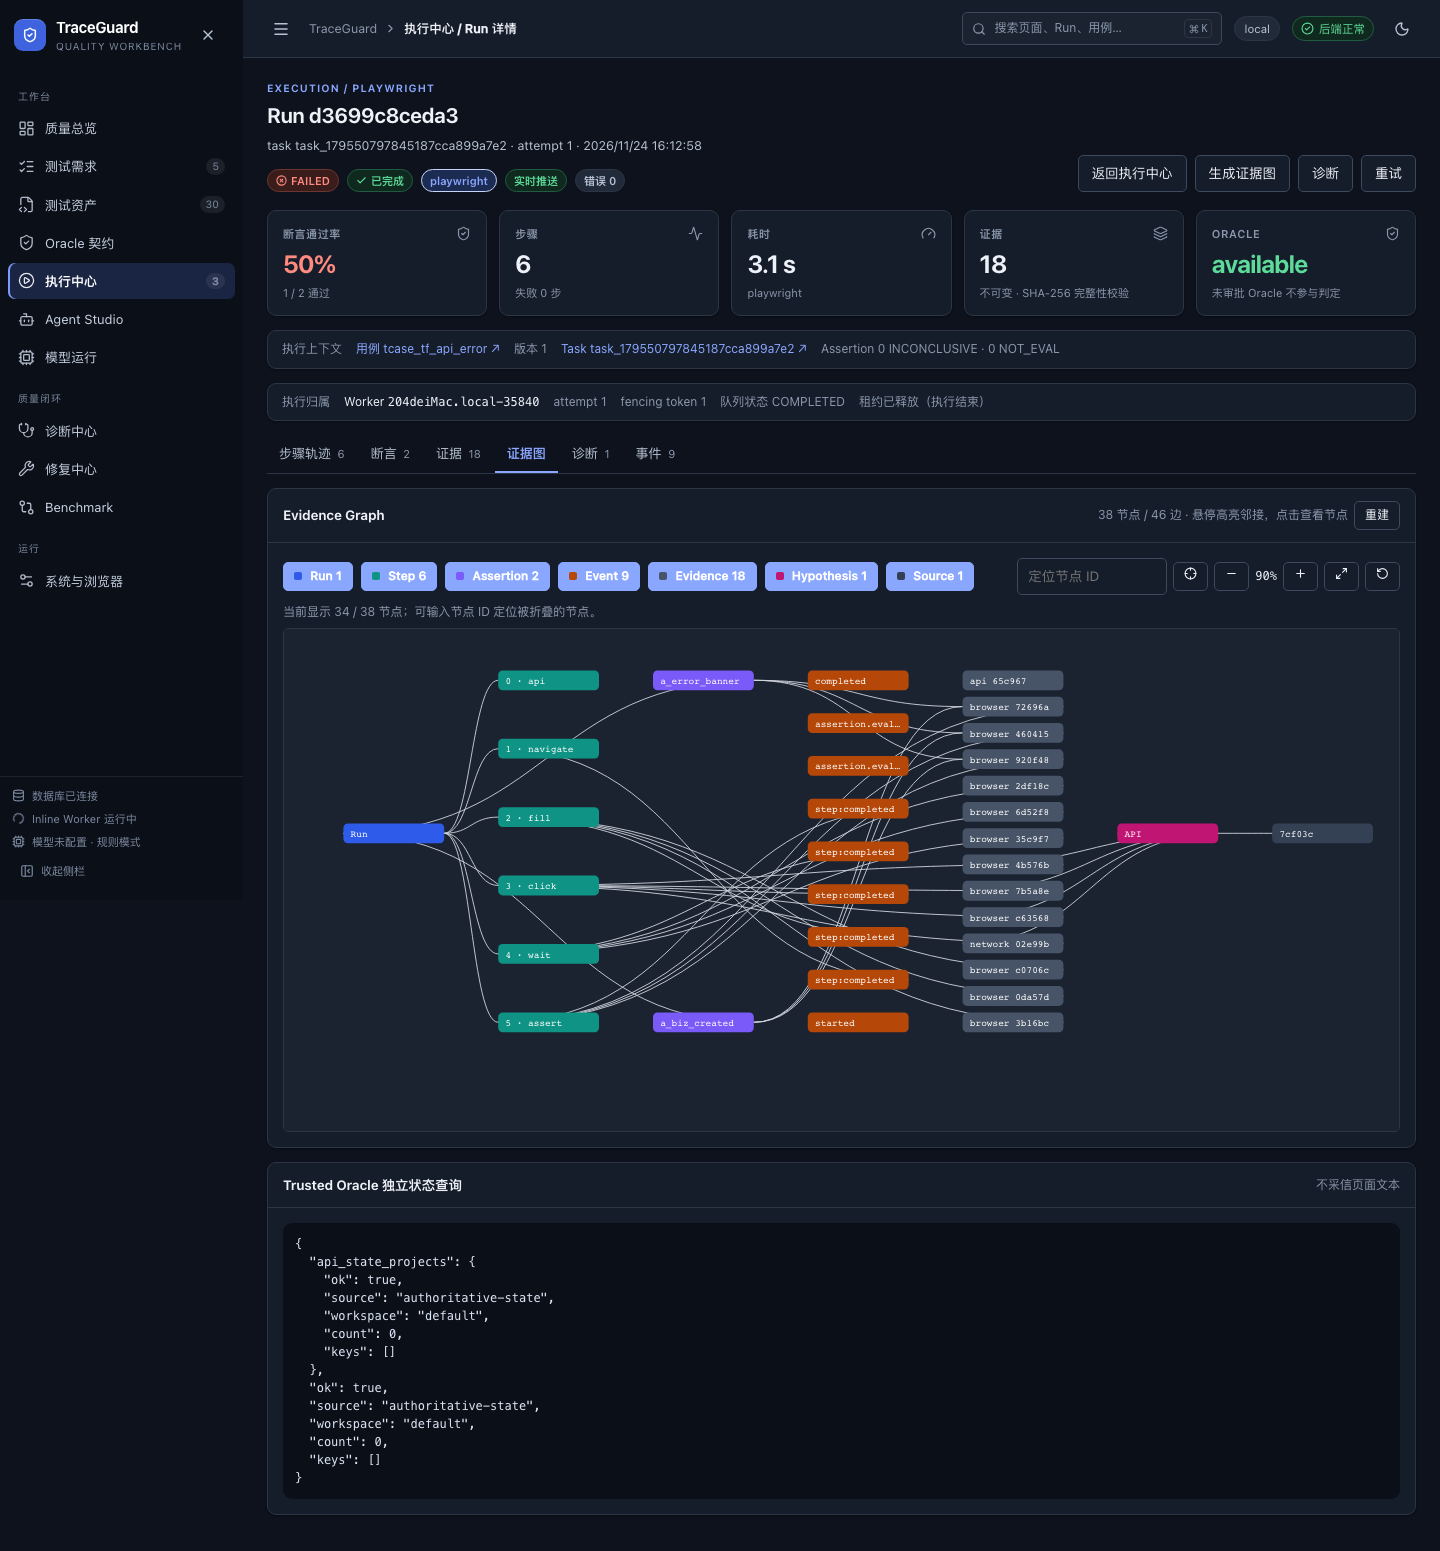 TraceGuard
QUALITY WORKBENCH
工作台
质量总览
测试需求 5
测试资产 30
Oracle 契约
执行中心 3
Agent Studio
模型运行
质量闭环
诊断中心
修复中心
Benchmark
运行
系统与浏览器
数据库已连接
Inline Worker 运行中
模型未配置 · 规则模式
收起侧栏
TraceGuard > 执行中心 / Run 详情
搜索页面、Run、用例... ⌘ K
local
后端正常
EXECUTION / PLAYWRIGHT
Run d3699c8ceda3
task task_179550797845187cca899a7e2 · attempt 1 · 2026/11/24 16:12:58
FAILED 已完成 playwright 实时推送 错误 0
返回执行中心 生成证据图 诊断 重试
断言通过率
50%
1 / 2 通过
步骤
6
失败 0 步
耗时
3.1 s
playwright
证据
18
不可变 · SHA-256 完整性校验
ORACLE
available
未审批 Oracle 不参与判定
执行上下文 用例 tcase_tf_api_error ↗ 版本 1 Task task_179550797845187cca899a7e2 ↗ Assertion 0 INCONCLUSIVE · 0 NOT_EVAL
执行归属 Worker 204deiMac.local-35840 attempt 1 fencing token 1 队列状态 COMPLETED 租约已释放（执行结束）
步骤轨迹 6 断言 2 证据 18 证据图 诊断 1 事件 9
Evidence Graph
38 节点 / 46 边 · 悬停高亮邻接，点击查看节点 重建
Run 1 Step 6 Assertion 2 Event 9 Evidence 18 Hypothesis 1 Source 1
定位节点 ID 90%
当前显示 34 / 38 节点；可输入节点 ID 定位被折叠的节点。
Run
0 · api
1 · navigate
2 · fill
3 · click
4 · wait
5 · assert
a_error_banner
a_biz_created
completed
assertion.eval…
assertion.eval…
step:completed
step:completed
step:completed
step:completed
step:completed
started
api 65c967
browser 72696a
browser 460415
browser 920f48
browser 2df18c
browser 6d52f8
browser 35c9f7
browser 4b576b
browser 7b5a8e
browser c63568
network 02e99b
browser c0706c
browser 0da57d
browser 3b16bc
API
7cf03c
Trusted Oracle 独立状态查询
不采信页面文本
{
"api_state_projects": {
"ok": true,
"source": "authoritative-state",
"workspace": "default",
"count": 0,
"keys": []
},
"ok": true,
"source": "authoritative-state",
"workspace": "default",
"count": 0,
"keys": []
}